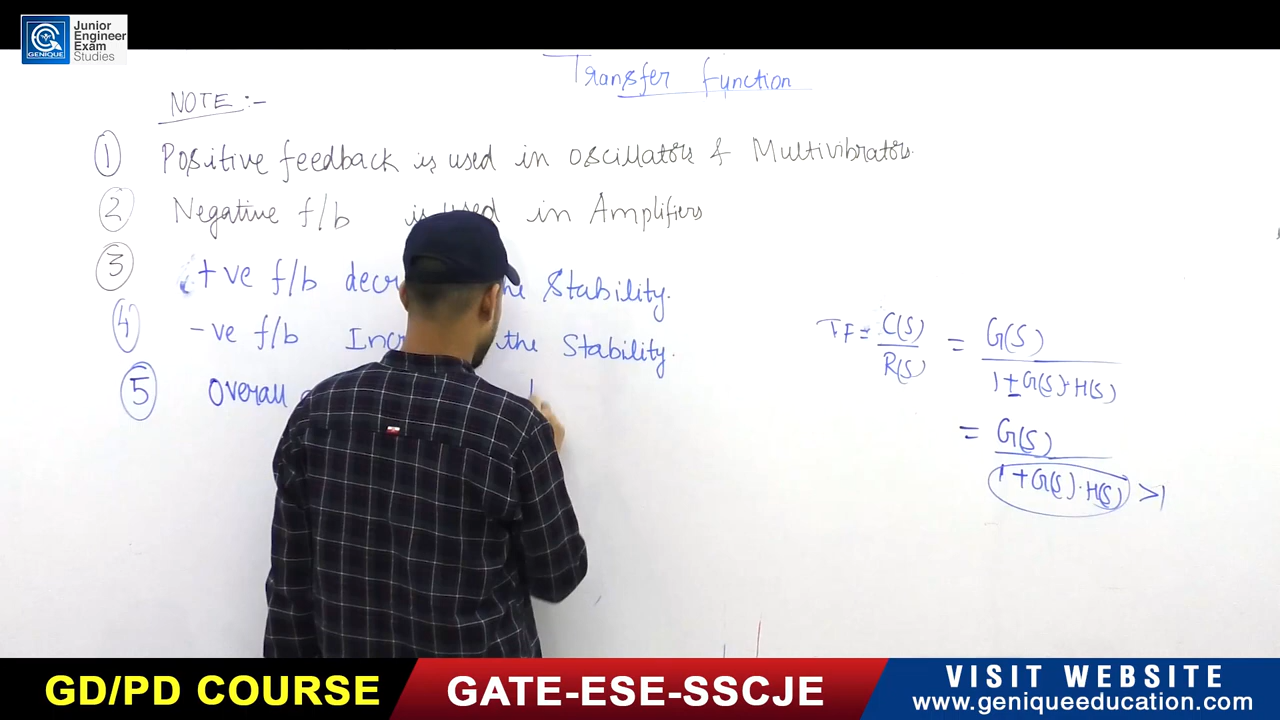 GENIQUE
Junior
Engineer
Exam
Studies
Transfer function
NOTE :-
① Positive feedback is used in oscillators & Multivibrators.
② Negative f/b is used in Amplifiers
③ +ve f/b decr he Stability.
④ -ve f/b Incr the Stability.
⑤ Overall
TF = C(S)/R(S) = G(S)/1±G(S)·H(S)
= G(S)/1+G(S)·H(S) >1
GD/PD COURSE
GATE-ESE-SSCJE
VISIT WEBSITE
www.geniqueeducation.com